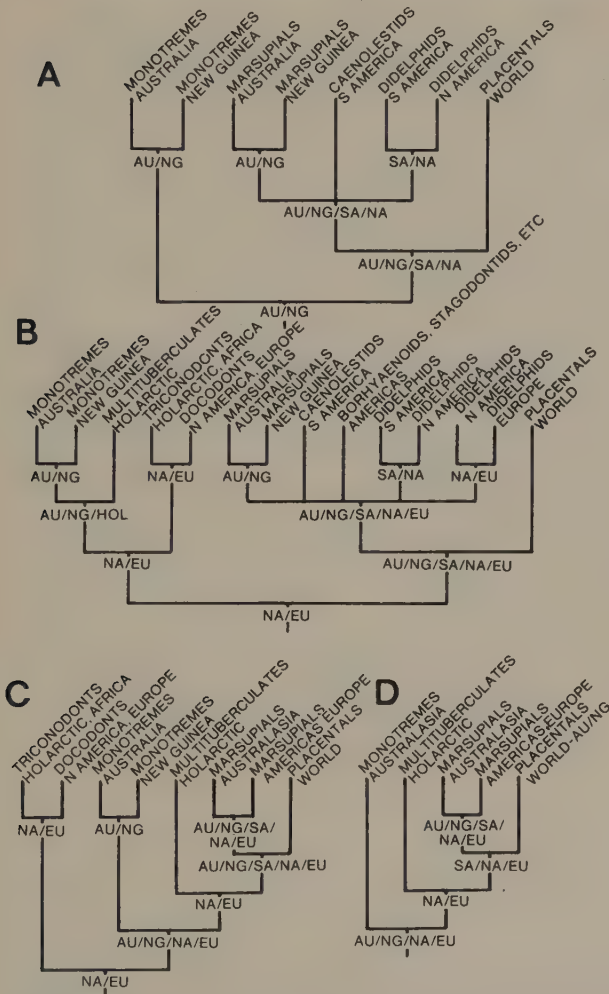 A
MONOTREMES
AUSTRALIA
MONOTREMES
NEW GUINEA
MARSUPIALS
AUSTRALIA
MARSUPIALS
NEW GUINEA
CAENOLESTIDS
S AMERICA
DIDELPHIDS
S AMERICA
DIDELPHIDS
N AMERICA
PLACENTALS
WORLD
AU/NG
AU/NG
SA/NA
AU/NG/SA/NA
AU/NG/SA/NA
AU/NG
B
MONOTREMES
AUSTRALIA
MONOTREMES
NEW GUINEA
MULTITUBERCULATES
HOLARCTIC
TRICONODONTS
HOLARCTIC, AFRICA
DOCODONTS
N AMERICA, EUROPE
MARSUPIALS
AUSTRALIA
MARSUPIALS
NEW GUINEA
CAENOLESTIDS
S AMERICA
BORHYAENOIDS, STAGODONTIDS, ETC
AMERICAS
DIDELPHIDS
S AMERICA
DIDELPHIDS
N AMERICA
DIDELPHIDS
N AMERICA
DIDELPHIDS
EUROPE
PLACENTALS
WORLD
AU/NG
NA/EU
AU/NG
SA/NA
NA/EU
AU/NG/HOL
AU/NG/SA/NA/EU
NA/EU
AU/NG/SA/NA/EU
NA/EU
C
TRICONODONTS
HOLARCTIC, AFRICA
DOCODONTS
N AMERICA, EUROPE
MONOTREMES
AUSTRALIA
MONOTREMES
NEW GUINEA
MULTITUBERCULATES
HOLARCTIC
MARSUPIALS
AUSTRALASIA
MARSUPIALS
AMERICAS, EUROPE
PLACENTALS
WORLD
NA/EU
AU/NG
AU/NG/SA/
NA/EU
AU/NG/SA/NA/EU
NA/EU
AU/NG/NA/EU
NA/EU
D
MONOTREMES
AUSTRALASIA
MULTITUBERCULATES
HOLARCTIC
MARSUPIALS
AUSTRALASIA
MARSUPIALS
AMERICAS, EUROPE
PLACENTALS
WORLD-AU/NG
AU/NG/SA/
NA/EU
SA/NA/EU
NA/EU
AU/NG/NA/EU